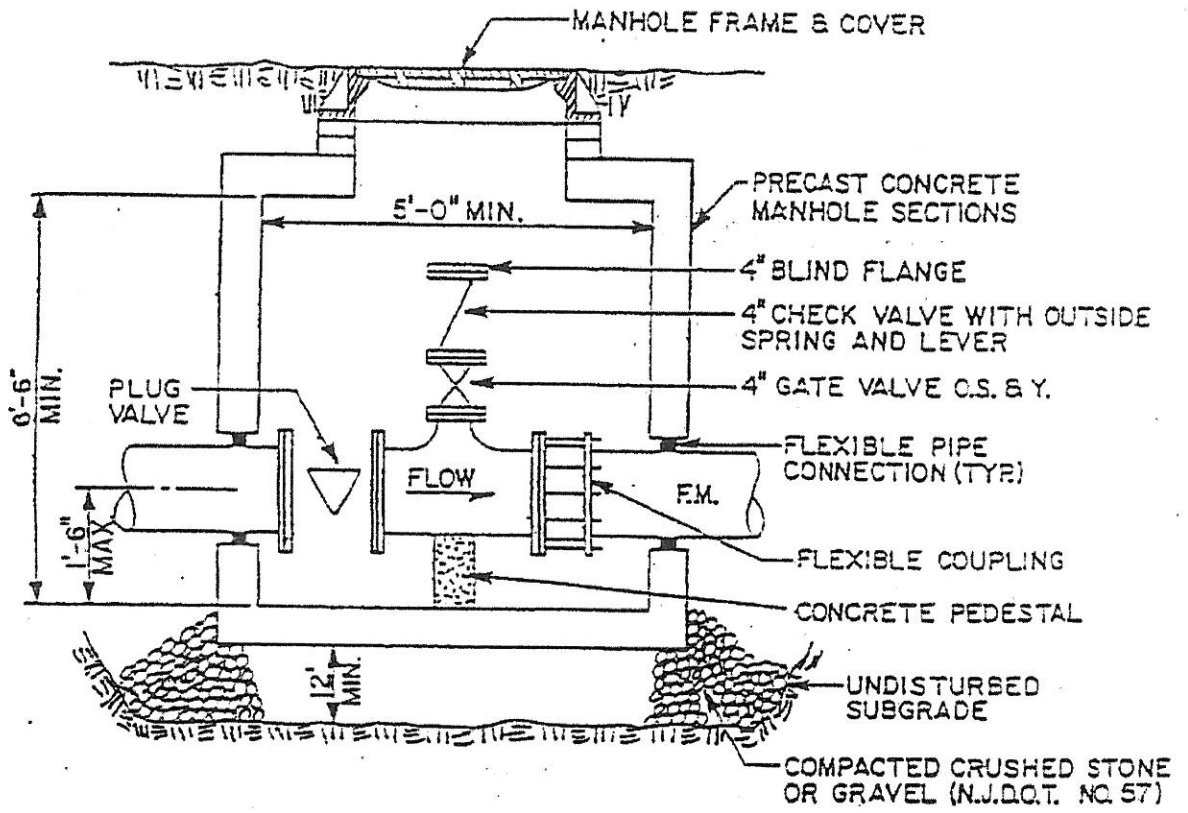 MANHOLE FRAME & COVER
5'-0" MIN.
PRECAST CONCRETE
MANHOLE SECTIONS
4" BLIND FLANGE
4" CHECK VALVE WITH OUTSIDE
SPRING AND LEVER
6'-6"
MIN.
PLUG
VALVE
4" GATE VALVE O.S. & Y.
FLEXIBLE PIPE
CONNECTION (TYP.)
FLOW
F.M.
1'-6"
MAX.
FLEXIBLE COUPLING
CONCRETE PEDESTAL
12"
MIN.
UNDISTURBED
SUBGRADE
COMPACTED CRUSHED STONE
OR GRAVEL (N.J.D.O.T. NO. 57)